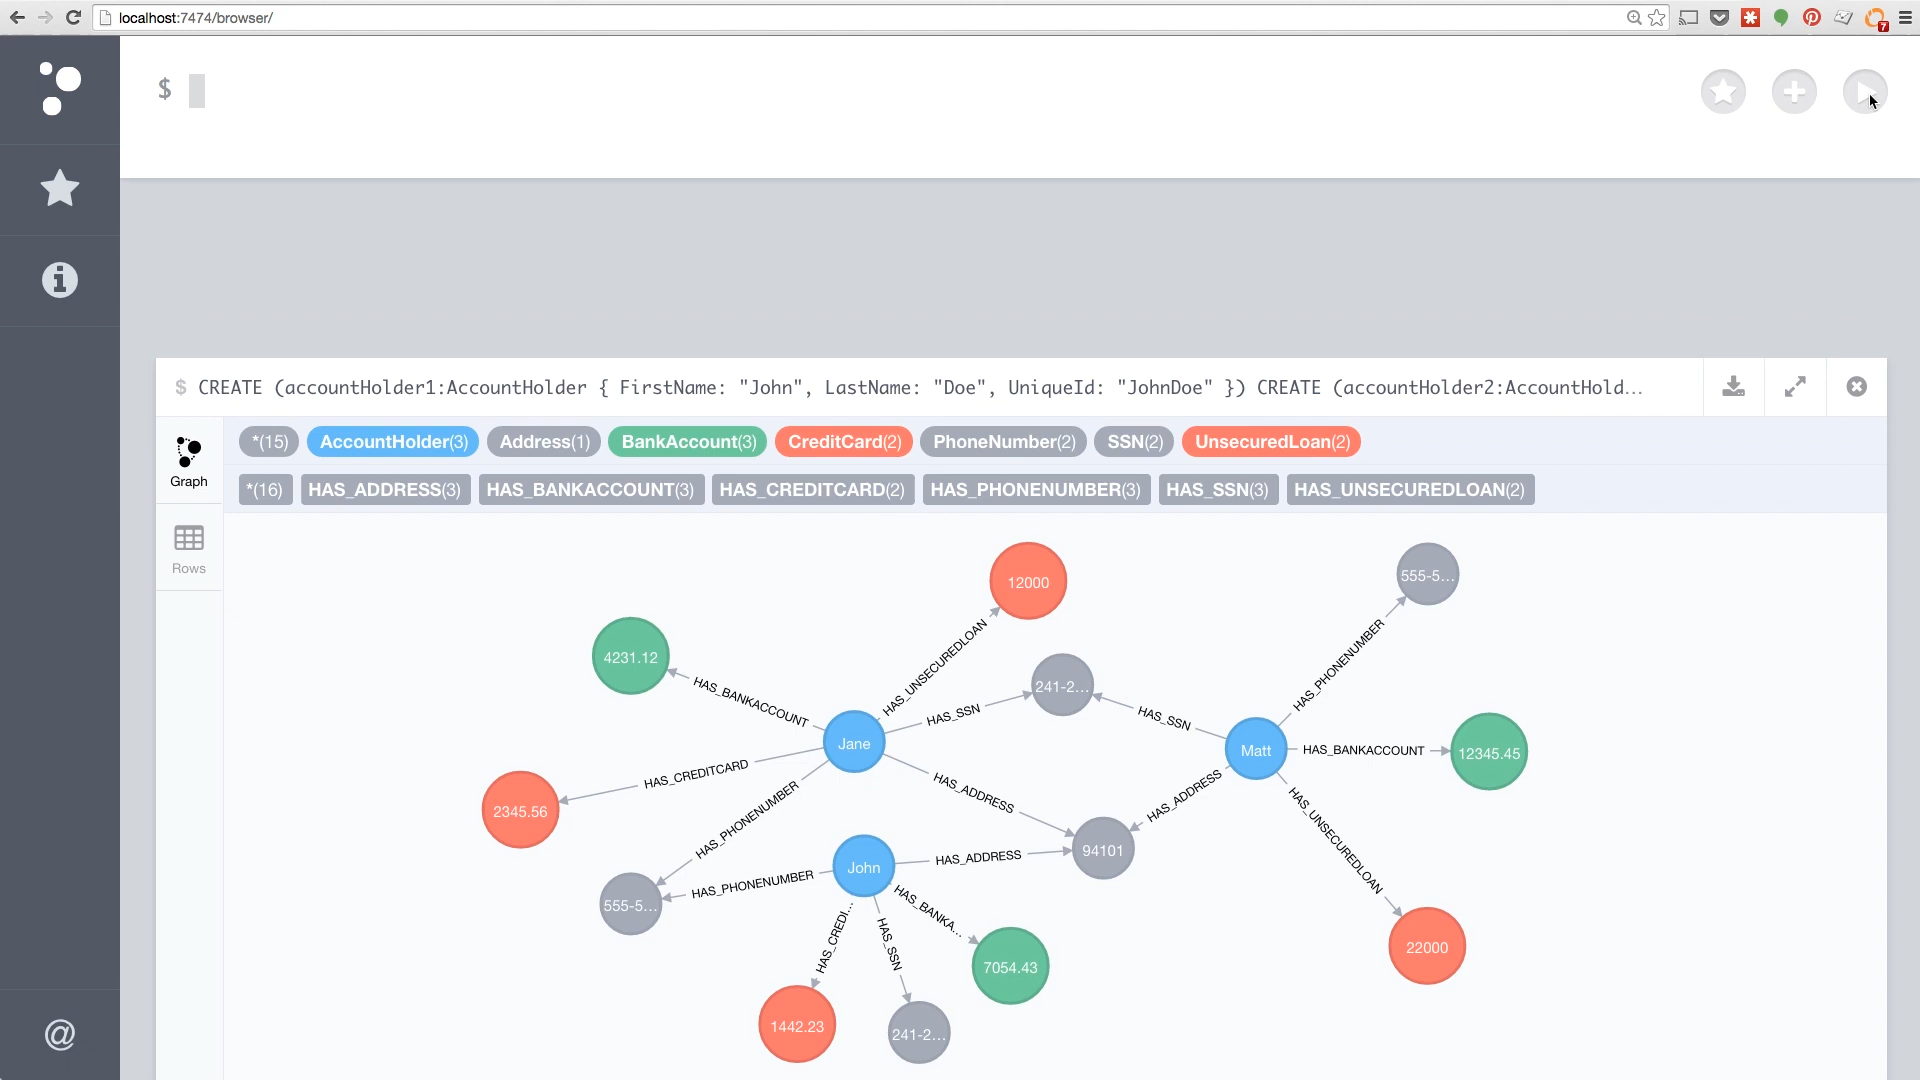 localhost:7474/browser/
7
$
$ CREATE (accountHolder1:AccountHolder { FirstName: "John", LastName: "Doe", UniqueId: "JohnDoe" }) CREATE (accountHolder2:AccountHold...
*(15) AccountHolder(3) Address(1) BankAccount(3) CreditCard(2) PhoneNumber(2) SSN(2) UnsecuredLoan(2)
Graph
*(16) HAS_ADDRESS(3) HAS_BANKACCOUNT(3) HAS_CREDITCARD(2) HAS_PHONENUMBER(3) HAS_SSN(3) HAS_UNSECUREDLOAN(2)
Rows
12000
555-5...
4231.12
HAS_UNSECUREDLOAN
HAS_PHONENUMBER
241-2...
HAS_BANKACCOUNT
HAS_SSN
HAS_SSN
Jane
Matt
HAS_BANKACCOUNT
12345.45
HAS_CREDITCARD
HAS_ADDRESS
HAS_ADDRESS
2345.56
HAS_PHONENUMBER
HAS_UNSECUREDLOAN
94101
John
HAS_ADDRESS
HAS_PHONENUMBER
555-5...
HAS_BANKA...
HAS_CREDI...
HAS_SSN
22000
7054.43
1442.23
241-2...
@